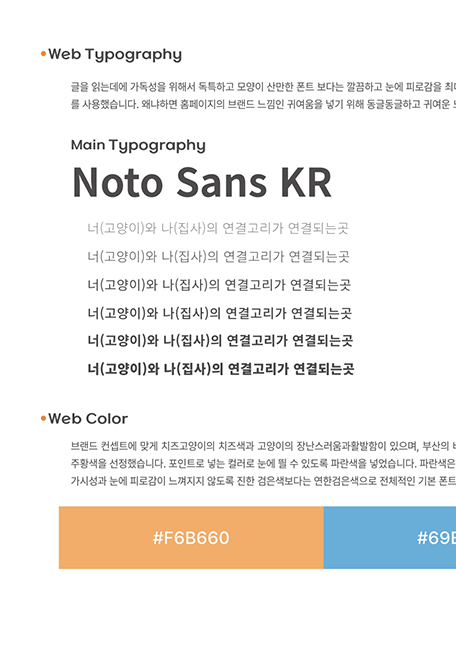 Web Typography
글을 읽는데에 가독성을 위해서 독특하고 모양이 산만한 폰트 보다는 깔끔하고 눈에 피로감을
를 사용했습니다. 왜냐하면 홈페이지의 브랜드 느낌인 귀여움을 넣기 위해 동글동글하고 귀여운
Main Typography
Noto Sans KR
너(고양이)와 나(집사)의 연결고리가 연결되는곳
너(고양이)와 나(집사)의 연결고리가 연결되는곳
너(고양이)와 나(집사)의 연결고리가 연결되는곳
너(고양이)와 나(집사)의 연결고리가 연결되는곳
너(고양이)와 나(집사)의 연결고리가 연결되는곳
너(고양이)와 나(집사)의 연결고리가 연결되는곳
Web Color
브랜드 컨셉트에 맞게 치즈고양이의 치즈색과 고양이의 장난스러움과활발함이 있으며, 부산의
주황색을 선정했습니다. 포인트로 넣는 컬러로 눈에 띌 수 있도록 파란색을 넣었습니다. 파란색은
가시성과 눈에 피로감이 느껴지지 않도록 진한 검은색보다는 연한검은색으로 전체적인 기본 폰트
#F6B660